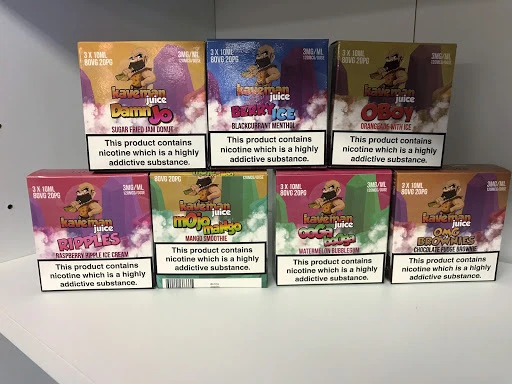 3 X 10ML
80VG 20PG
3MG/ML
kaveman
juice
Damn Jo
SUGAR FRIED JAM DONUT
This product contains
nicotine which is a highly
addictive substance.
3 X 10ML
80VG 20PG
3MG/ML
kaveman
juice
ICE
BLACKCURRANT MENTHOL
This product contains
nicotine which is a highly
addictive substance.
3 X 10ML
80VG 20PG
3MG/ML
kaveman
juice
OBOY
WITH ICE
This product contains
nicotine which is a highly
addictive substance.
3 X 10ML
80VG 20PG
3MG/ML
kaveman
juice
RIPPLES
RASPBERRY RIPPLE ICE CREAM
This product contains
nicotine which is a highly
addictive substance.
80VG 20PG
kaveman
juice
mOjo
mango
MANGO SMOOTHIE
This product contains
nicotine which is a highly
addictive substance.
3 X 10ML
80VG 20PG
3MG/ML
kaveman
juice
OOGA
BOOGA
WATERMELON BUBBLEGUM
This product contains
nicotine which is a highly
addictive substance.
3 X 10ML
80VG 20PG
3MG/ML
kaveman
juice
OMG
BROWNIES
CHOCOLATE FUDGE BROWNIE
This product contains
nicotine which is a highly
addictive substance.